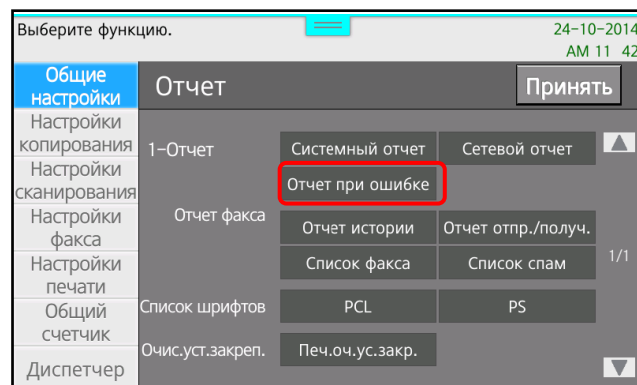 Выберите функцию.
24-10-2014
AM 11 42
Общие
настройки
Отчет
Принять
Настройки
копирования
Настройки
сканирования
Настройки
факса
Настройки
печати
Общий
счетчик
Диспетчер
1-Отчет
Системный отчет
Сетевой отчет
Отчет при ошибке
Отчет факса
Отчет истории
Отчет отпр./получ.
Список факса
Список спам
1/1
Список шрифтов
PCL
PS
Очис.уст.закреп.
Печ.оч.ус.закр.